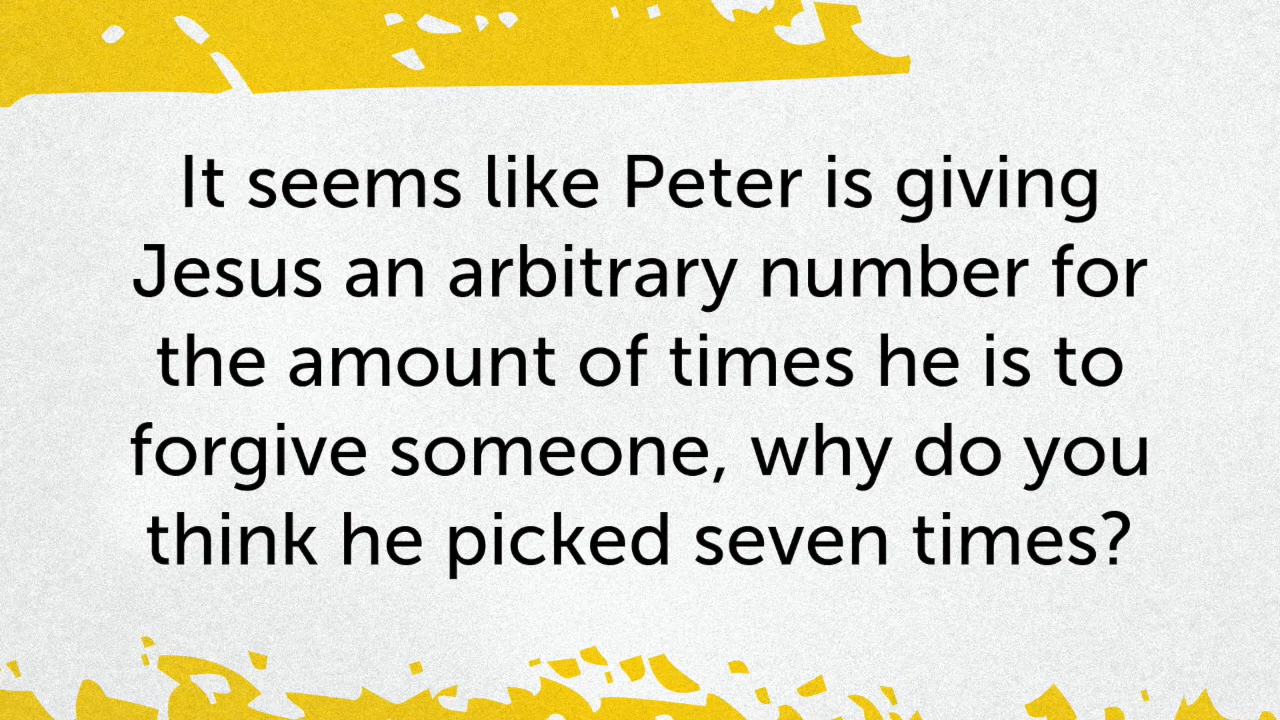 It seems like Peter is giving
Jesus an arbitrary number for
the amount of times he is to
forgive someone, why do you
think he picked seven times?